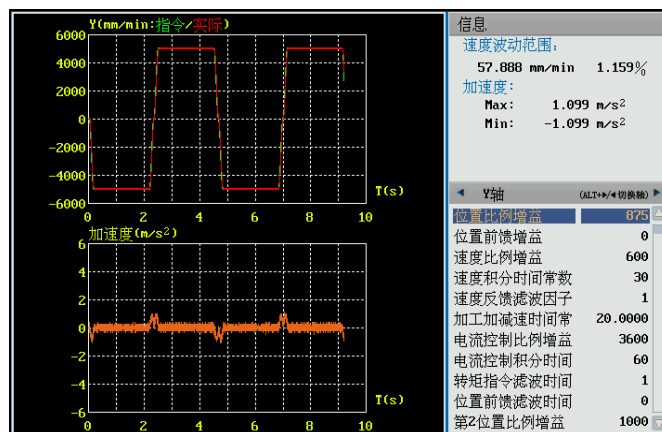 Y(mm/min:指令/实际)
6000
4000
2000
0
-2000
-4000
-6000
0 2 4 6 8 10
T(s)
加速度(m/s²)
6
4
2
0
-2
-4
-6
0 2 4 6 8 10
T(s)
信息
速度波动范围:
57.888 mm/min 1.159%
加速度:
Max: 1.099 m/s²
Min: -1.099 m/s²
Y轴 (ALT+▶/◀切换轴)
位置比例增益 875
位置前馈增益 0
速度比例增益 600
速度积分时间常数 30
速度反馈滤波因子 1
加工加减速时间常 20.0000
电流控制比例增益 3600
电流控制积分时间 60
转矩指令滤波时间 1
位置前馈滤波时间 0
第2位置比例增益 1000